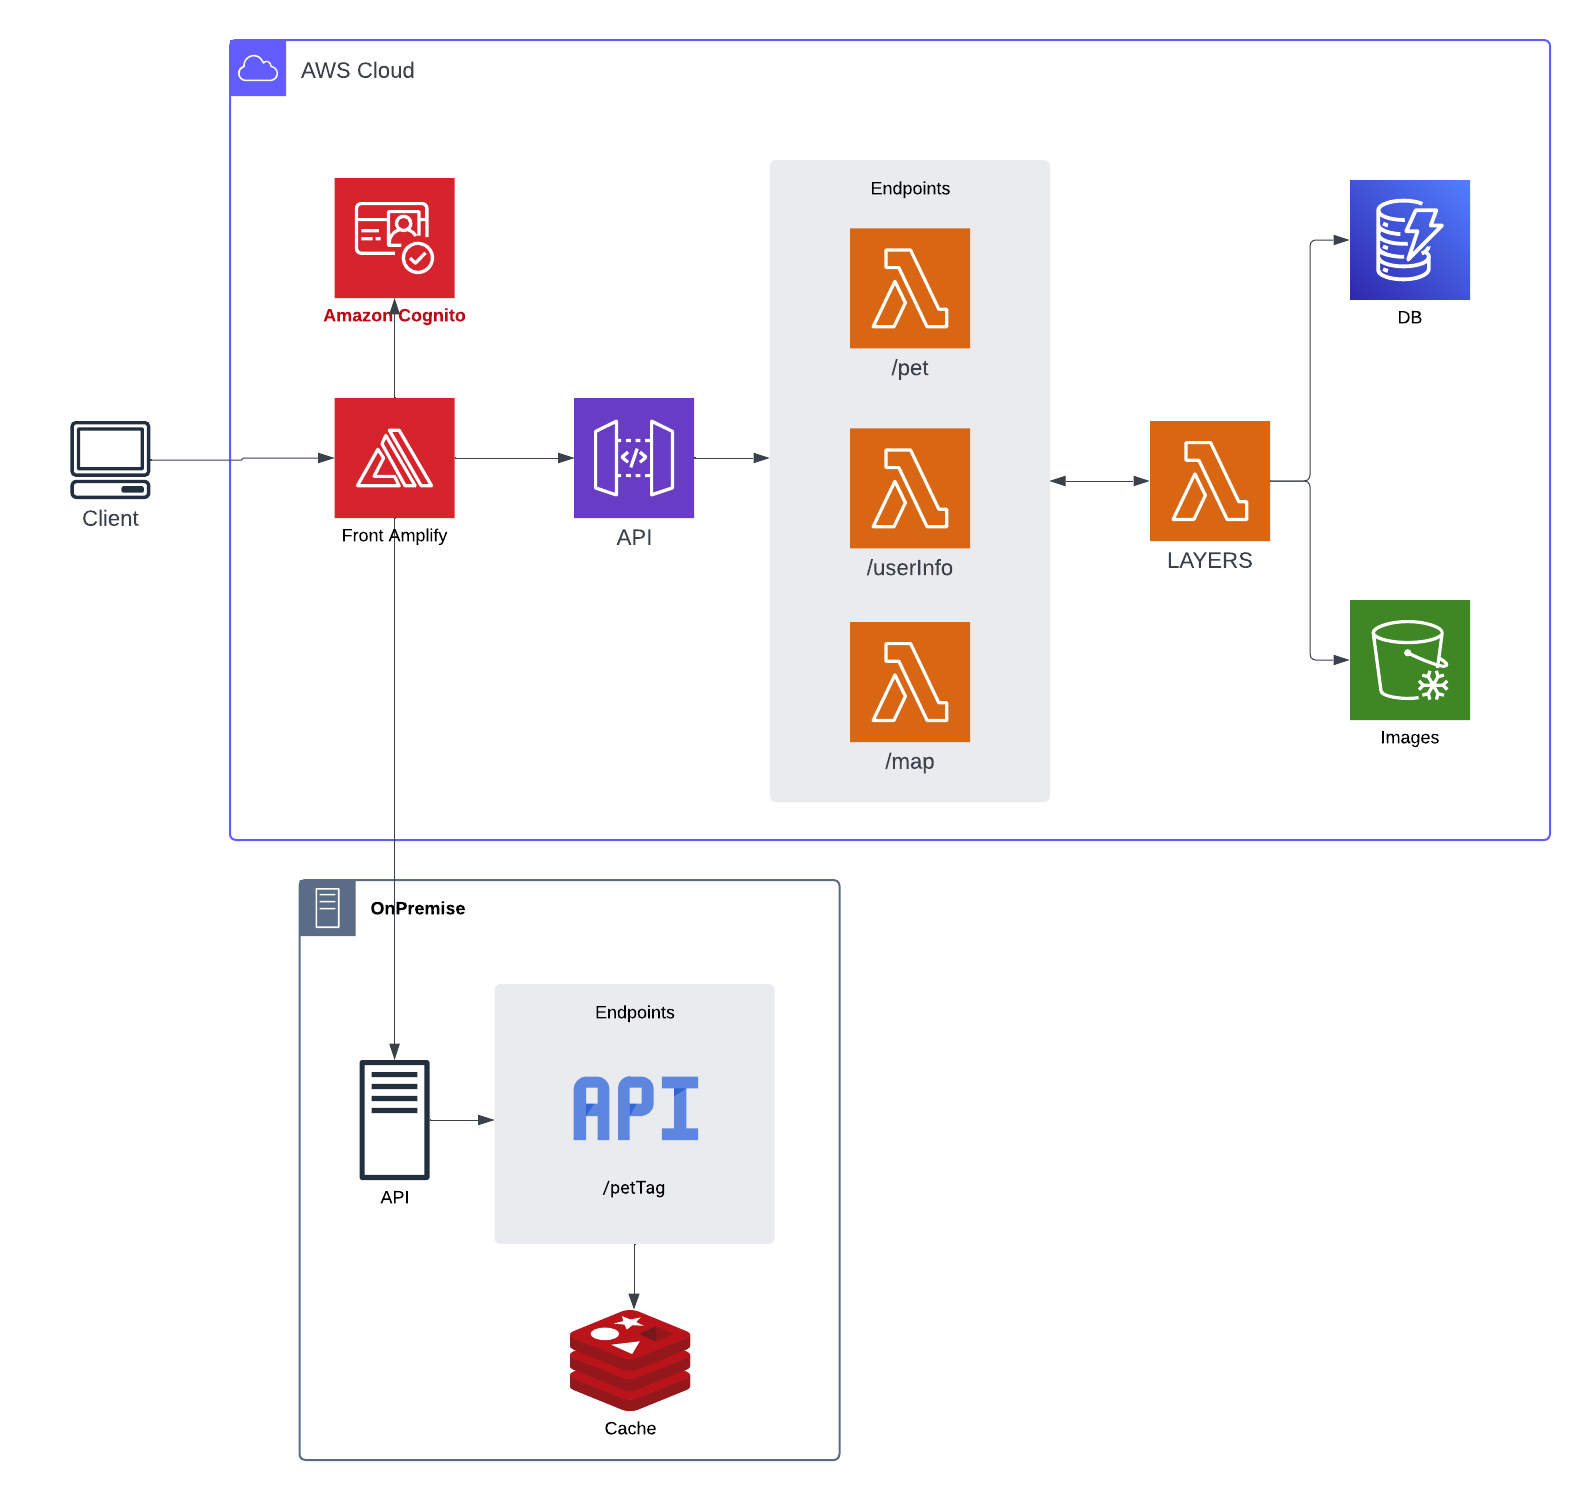 AWS Cloud
Endpoints
Amazon Cognito
DB
/pet
Client
Front Amplify
API
/userInfo
LAYERS
Images
/map
OnPremise
Endpoints
API
/petTag
API
Cache